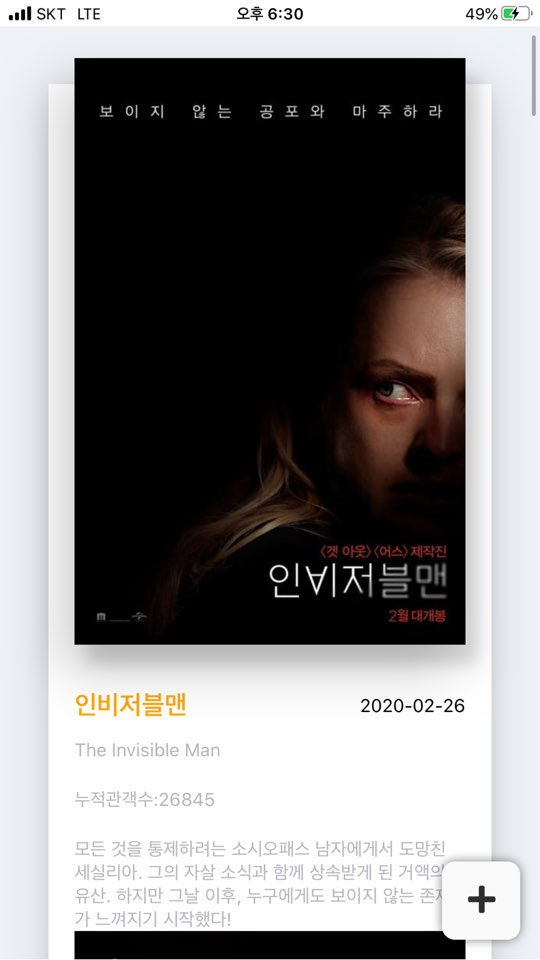 SKT LTE 오후 6:30 49%
보이지 않는 공포와 마주하라
〈겟 아웃〉〈어스〉 제작진
인비저블맨
2월 대개봉
인비저블맨 2020-02-26
The Invisible Man
누적관객수:26845
모든 것을 통제하려는 소시오패스 남자에게서 도망친
세실리아. 그의 자살 소식과 함께 상속받게 된 거액의
유산. 하지만 그날 이후, 누구에게도 보이지 않는 존재
가 느껴지기 시작했다!